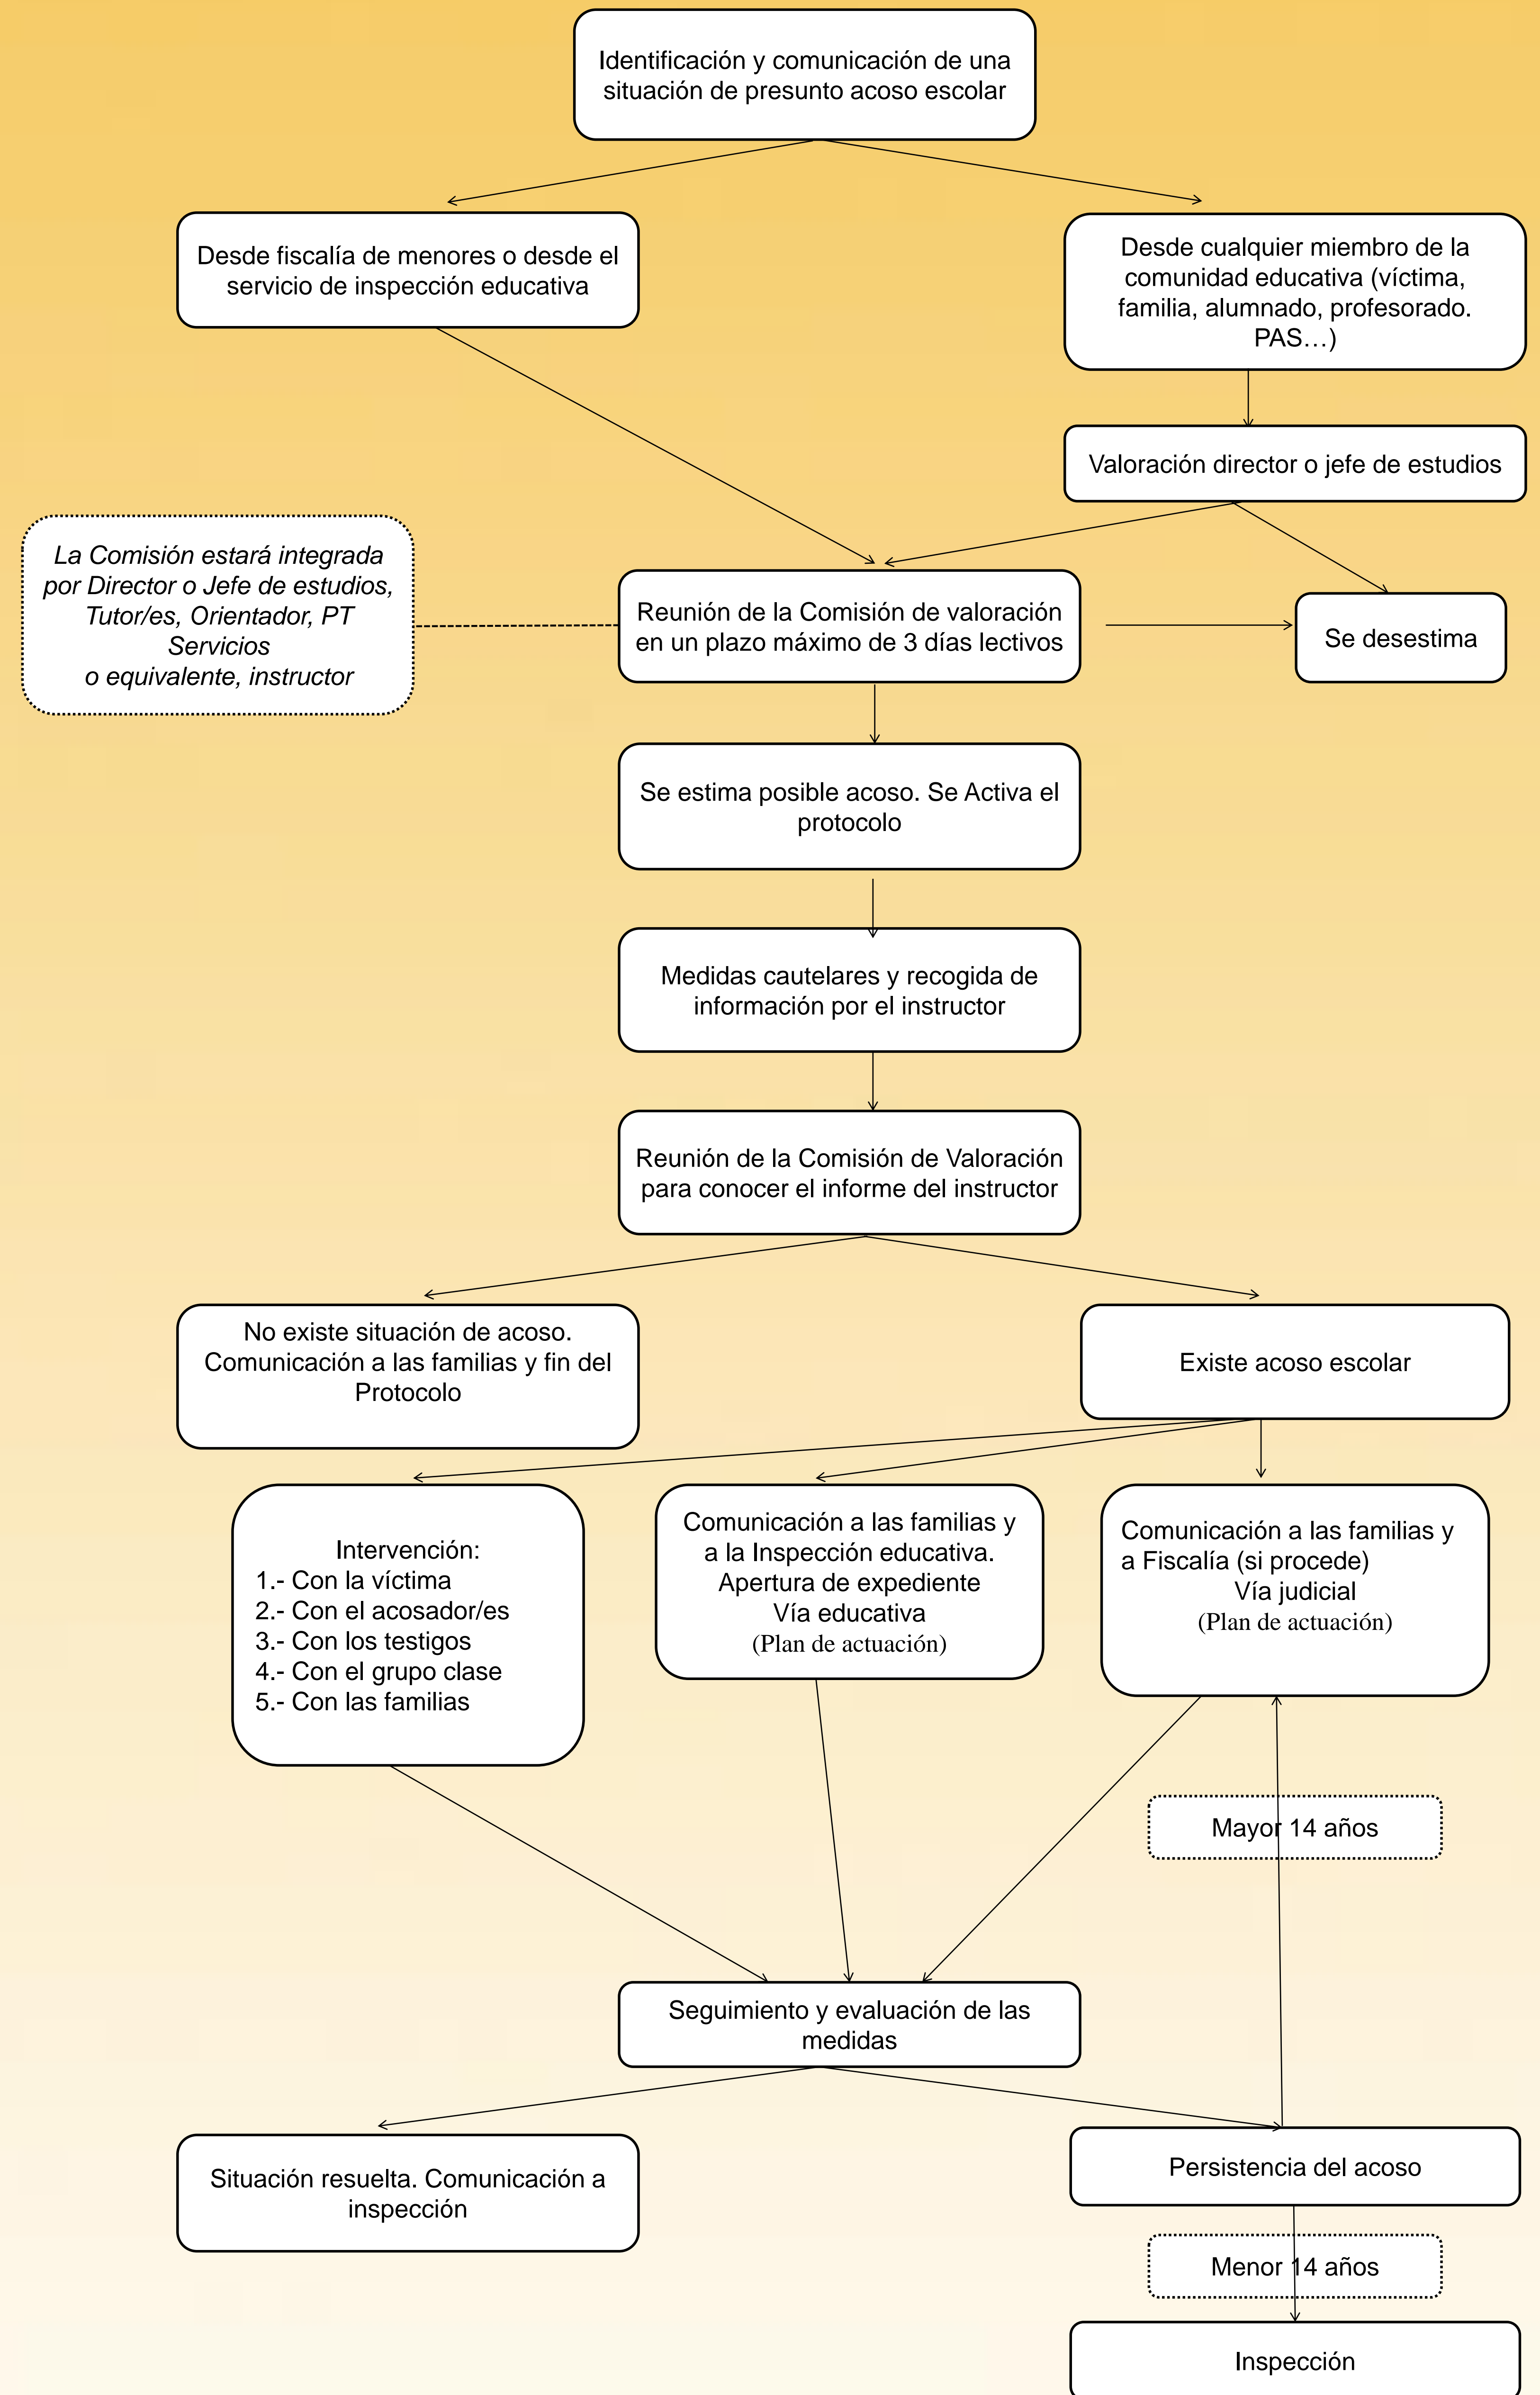 Identificación y comunicación de una
situación de presunto acoso escolar
Desde fiscalía de menores o desde el
servicio de inspección educativa
Desde cualquier miembro de la
comunidad educativa (víctima,
familia, alumnado, profesorado.
PAS…)
Valoración director o jefe de estudios
La Comisión estará integrada
por Director o Jefe de estudios,
Tutor/es, Orientador, PT
Servicios
o equivalente, instructor
Reunión de la Comisión de valoración
en un plazo máximo de 3 días lectivos
Se desestima
Se estima posible acoso. Se Activa el
protocolo
Medidas cautelares y recogida de
información por el instructor
Reunión de la Comisión de Valoración
para conocer el informe del instructor
No existe situación de acoso.
Comunicación a las familias y fin del
Protocolo
Existe acoso escolar
Intervención:
1.- Con la víctima
2.- Con el acosador/es
3.- Con los testigos
4.- Con el grupo clase
5.- Con las familias
Comunicación a las familias y
a la Inspección educativa.
Apertura de expediente
Vía educativa
(Plan de actuación)
Comunicación a las familias y
a Fiscalía (si procede)
Vía judicial
(Plan de actuación)
Mayor 14 años
Seguimiento y evaluación de las
medidas
Situación resuelta. Comunicación a
inspección
Persistencia del acoso
Menor 14 años
Inspección